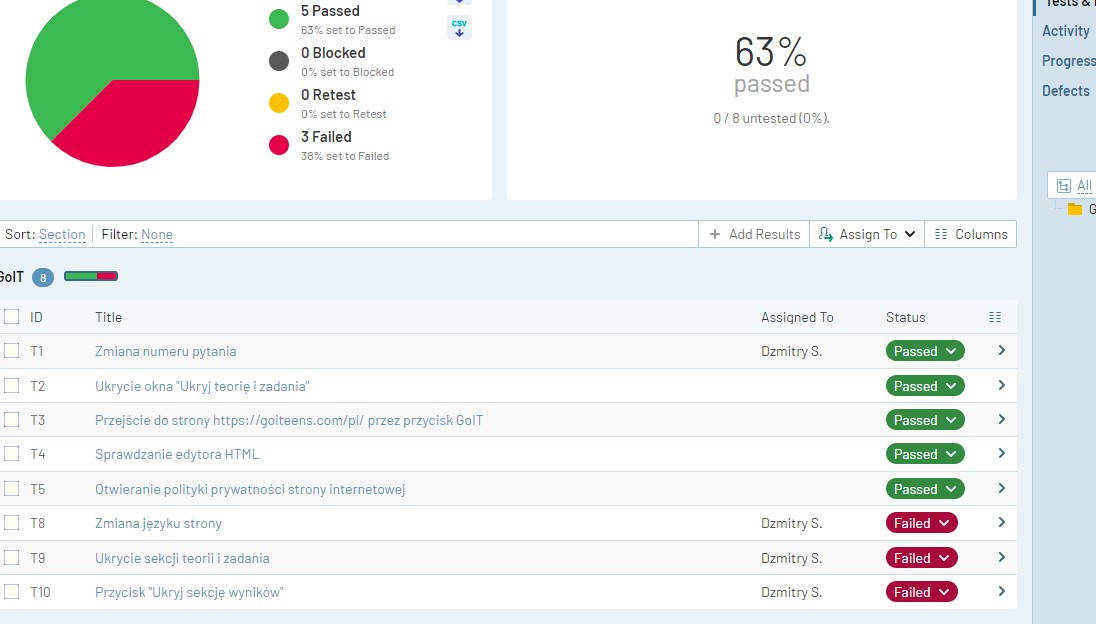 5 Passed
63% set to Passed
CSV
0 Blocked
0% set to Blocked
0 Retest
0% set to Retest
3 Failed
38% set to Failed
63%
passed
0 / 8 untested (0%).
Tests &
Activity
Progress
Defects
All
G
Sort: Section Filter: None
+ Add Results Assign To Columns
GoIT 8
ID Title Assigned To Status
T1 Zmiana numeru pytania Dzmitry S. Passed
T2 Ukrycie okna "Ukryj teorię i zadania" Passed
T3 Przejście do strony https://goiteens.com/pl/ przez przycisk GoIT Passed
T4 Sprawdzanie edytora HTML Passed
T5 Otwieranie polityki prywatności strony internetowej Passed
T8 Zmiana języku strony Dzmitry S. Failed
T9 Ukrycie sekcji teorii i zadania Dzmitry S. Failed
T10 Przycisk "Ukryj sekcję wyników" Dzmitry S. Failed